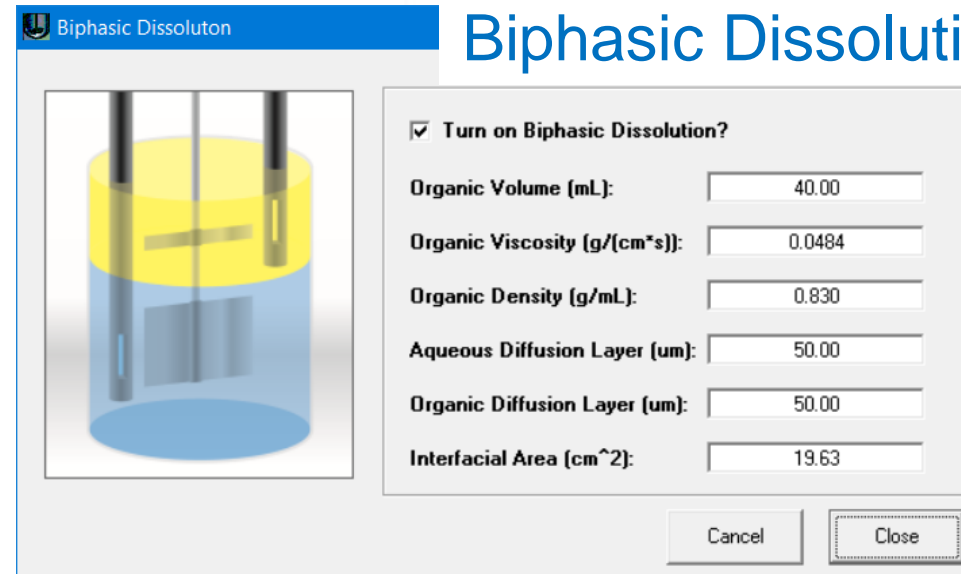 Biphasic Dissoluton
Biphasic Dissoluti
Turn on Biphasic Dissolution?
Organic Volume (mL): 40.00
Organic Viscosity (g/(cm*s)): 0.0484
Organic Density (g/mL): 0.830
Aqueous Diffusion Layer (um): 50.00
Organic Diffusion Layer (um): 50.00
Interfacial Area (cm^2): 19.63
Cancel Close